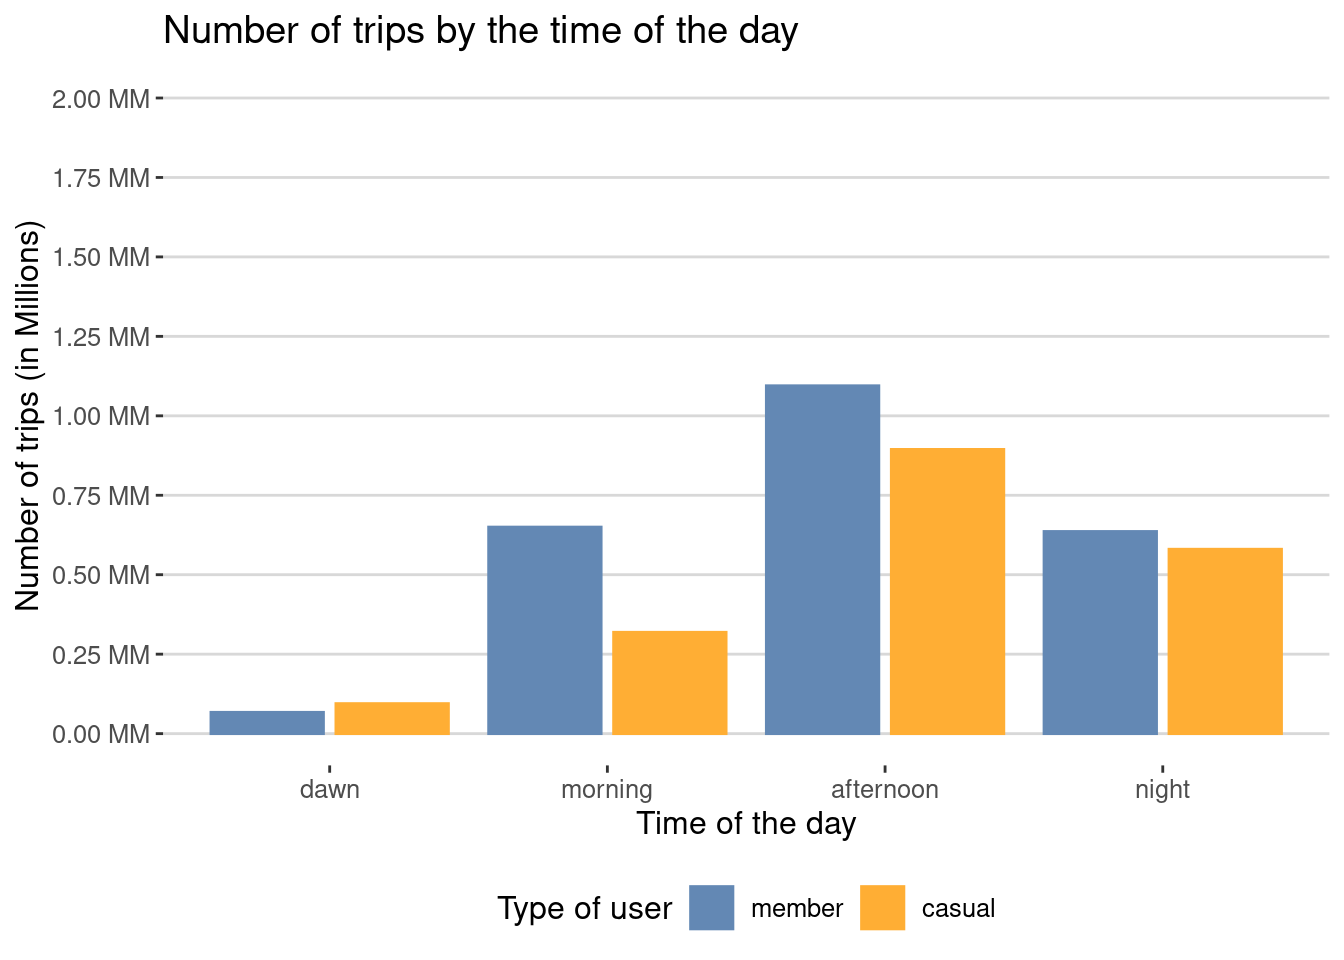 Number of trips by the time of the day
2.00 MM
1.75 MM
1.50 MM
1.25 MM
1.00 MM
0.75 MM
0.50 MM
0.25 MM
0.00 MM
Number of trips (in Millions)
dawn morning afternoon night
Time of the day
Type of user member casual